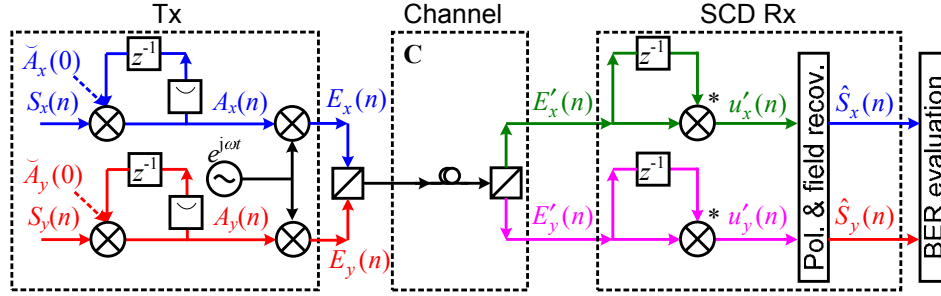 Tx
Channel
SCD Rx
z⁻¹
C
z⁻¹
Ă_x(0)
S_x(n)
A_x(n)
E_x(n)
E′_x(n)
*
u′_x(n)
Ŝ_x(n)
e^{jωt}
z⁻¹
z⁻¹
Ă_y(0)
S_y(n)
A_y(n)
E_y(n)
E′_y(n)
*
u′_y(n)
Ŝ_y(n)
Pol. & field recov.
BER evaluation